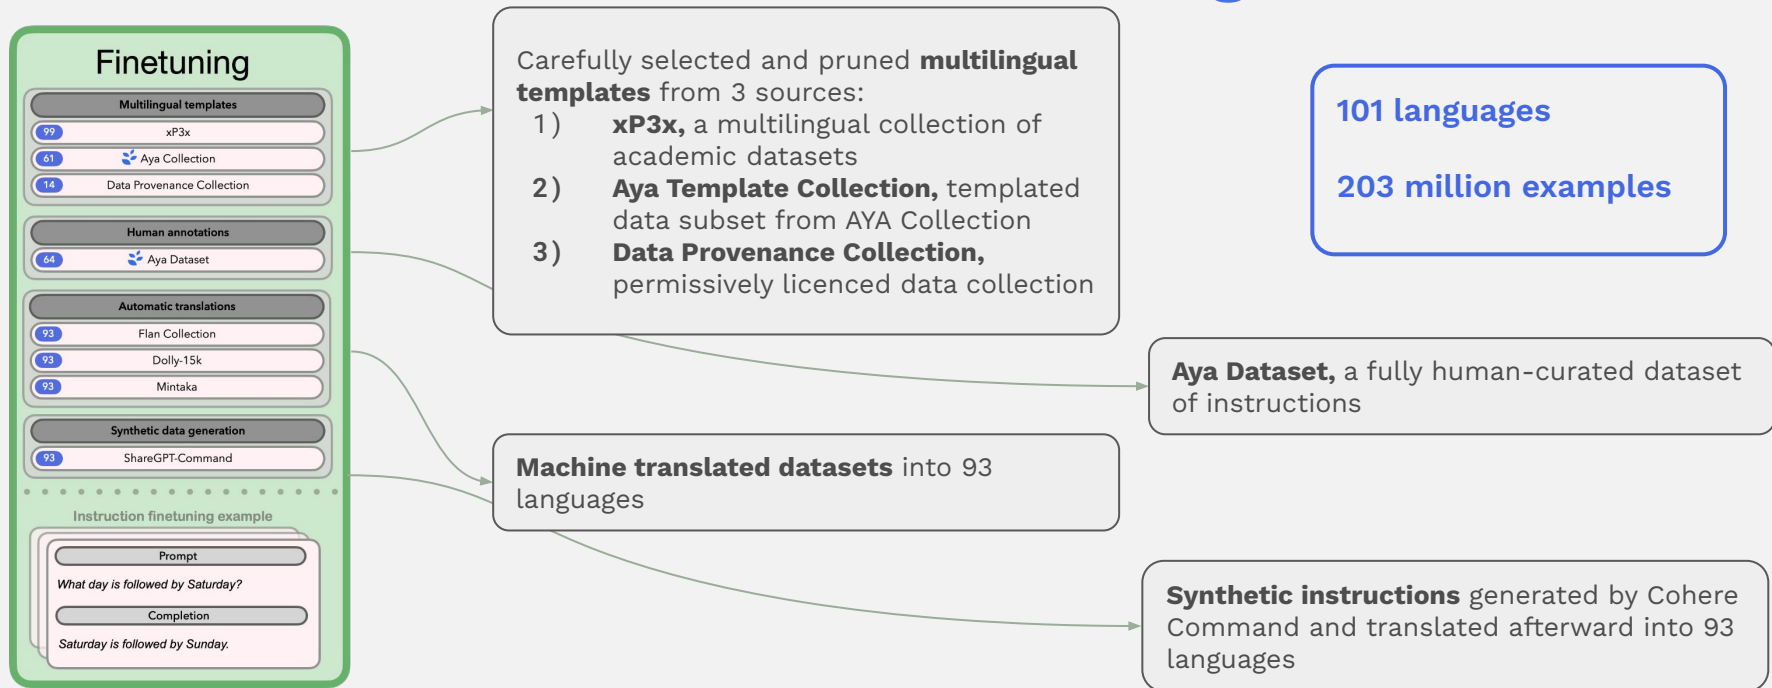 Finetuning
Multilingual templates
99 xP3x
61 Aya Collection
14 Data Provenance Collection
Human annotations
64 Aya Dataset
Automatic translations
93 Flan Collection
93 Dolly-15k
93 Mintaka
Synthetic data generation
93 ShareGPT-Command
Instruction finetuning example
Prompt
What day is followed by Saturday?
Completion
Saturday is followed by Sunday.
Carefully selected and pruned multilingual
templates from 3 sources:
1) xP3x, a multilingual collection of
academic datasets
2) Aya Template Collection, templated
data subset from AYA Collection
3) Data Provenance Collection,
permissively licenced data collection
101 languages
203 million examples
Aya Dataset, a fully human-curated dataset
of instructions
Machine translated datasets into 93
languages
Synthetic instructions generated by Cohere
Command and translated afterward into 93
languages